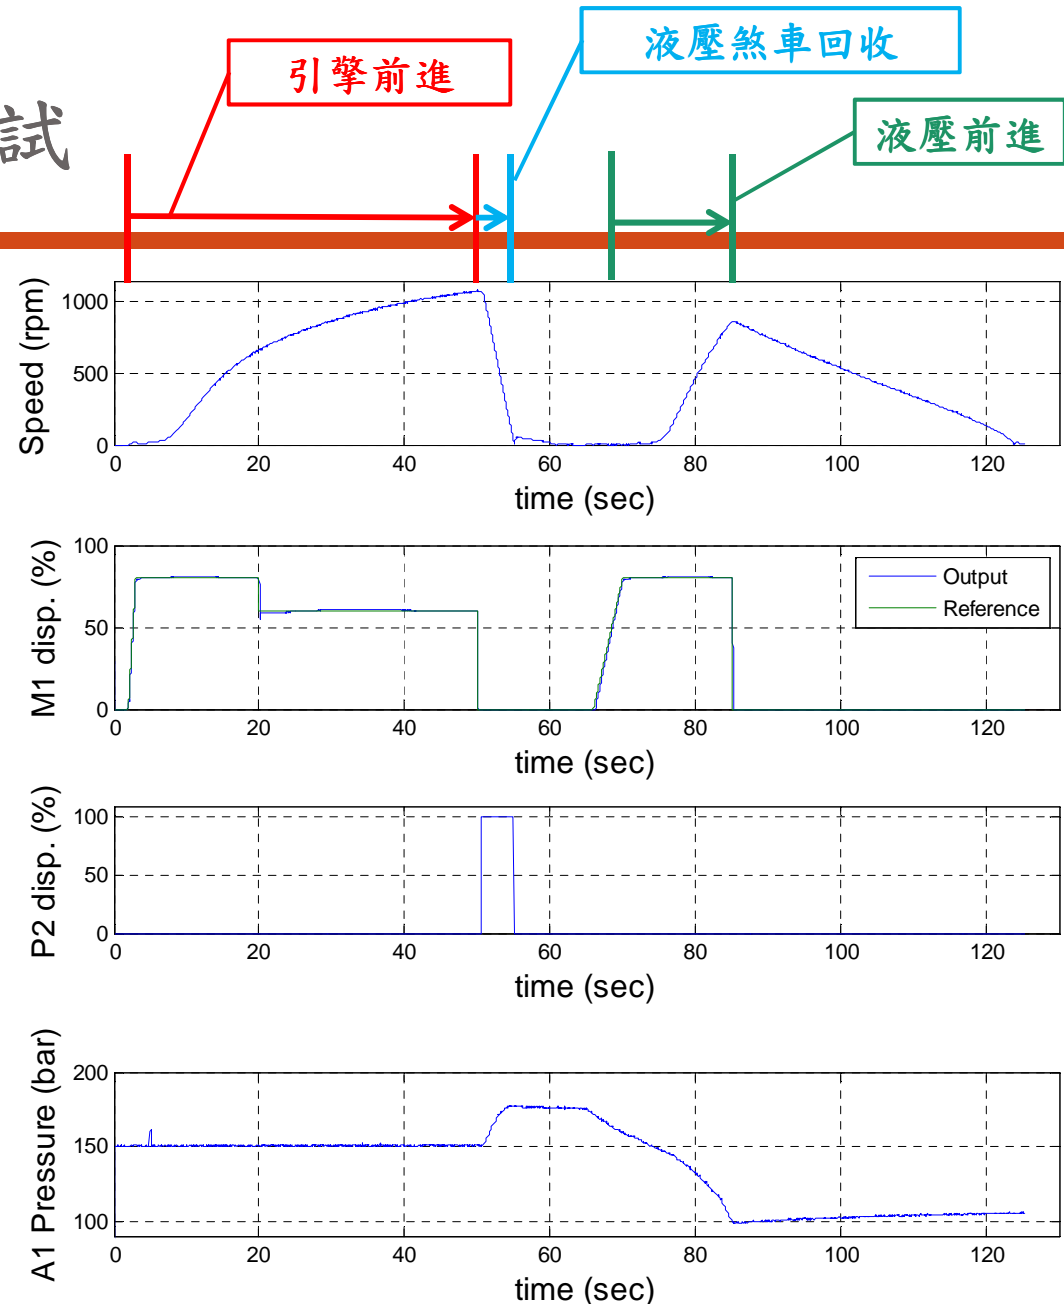 引擎前進
液壓煞車回收
試
液壓前進
1000
500
0
Speed (rpm)
0 20 40 60 80 100 120
time (sec)
100
50
0
M1 disp. (%)
Output
Reference
0 20 40 60 80 100 120
time (sec)
100
50
0
P2 disp. (%)
0 20 40 60 80 100 120
time (sec)
200
150
100
A1 Pressure (bar)
0 20 40 60 80 100 120
time (sec)